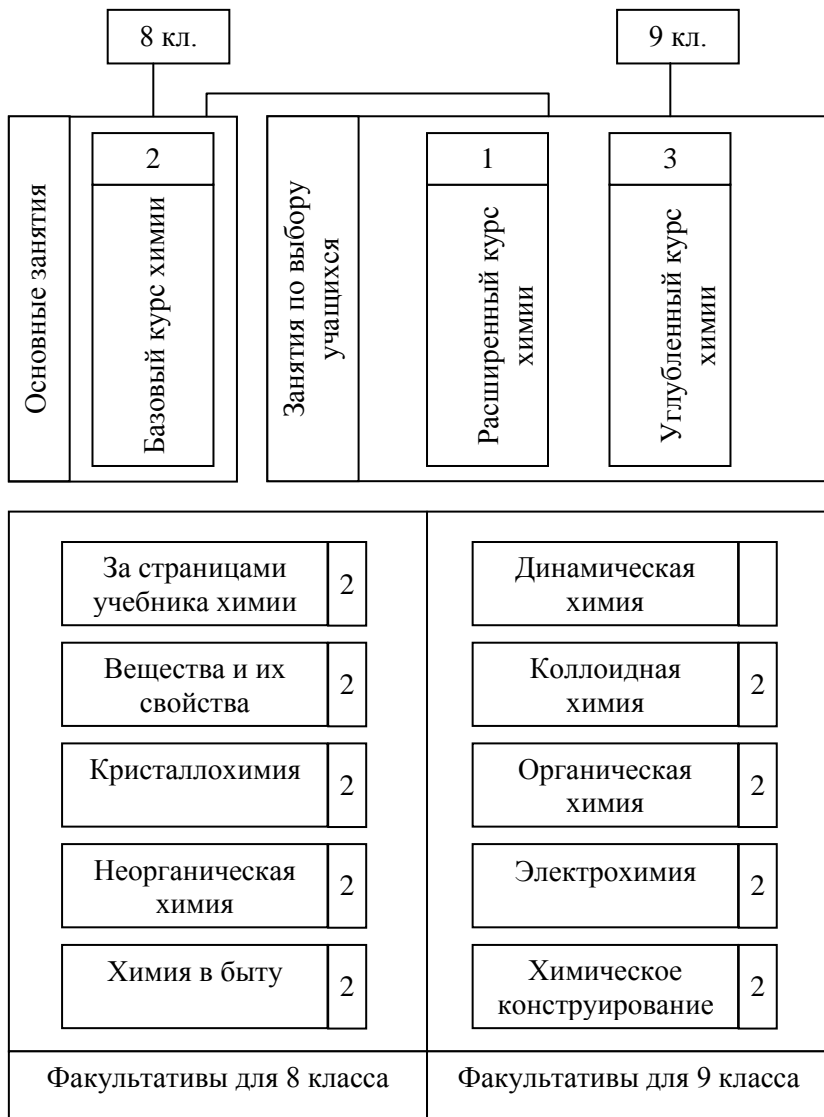 8 кл.
9 кл.
Основные занятия
2
Базовый курс химии
Занятия по выбору
учащихся
1
Расширенный курс
химии
3
Углубленный курс
химии
За страницами
учебника химии
2
Вещества и их
свойства
2
Кристаллохимия
2
Неорганическая
химия
2
Химия в быту
2
Факультативы для 8 класса
Динамическая
химия
Коллоидная
химия
2
Органическая
химия
2
Электрохимия
2
Химическое
конструирование
2
Факультативы для 9 класса